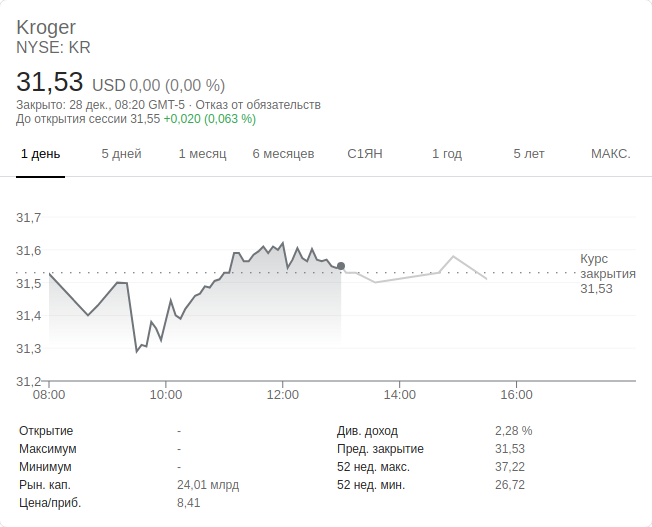 Kroger
NYSE: KR
31,53 USD 0,00 (0,00 %)
Закрыто: 28 дек., 08:20 GMT-5 · Отказ от обязательств
До открытия сессии 31,55 +0,020 (0,063 %)
1 день 5 дней 1 месяц 6 месяцев С1ЯН 1 год 5 лет МАКС.
31,7
31,6
31,5
31,4
31,3
31,2
Курс
закрытия
31,53
08:00 10:00 12:00 14:00 16:00
Открытие - Див. доход 2,28 %
Максимум - Пред. закрытие 31,53
Минимум - 52 нед. макс. 37,22
Рын. кап. 24,01 млрд 52 нед. мин. 26,72
Цена/приб. 8,41